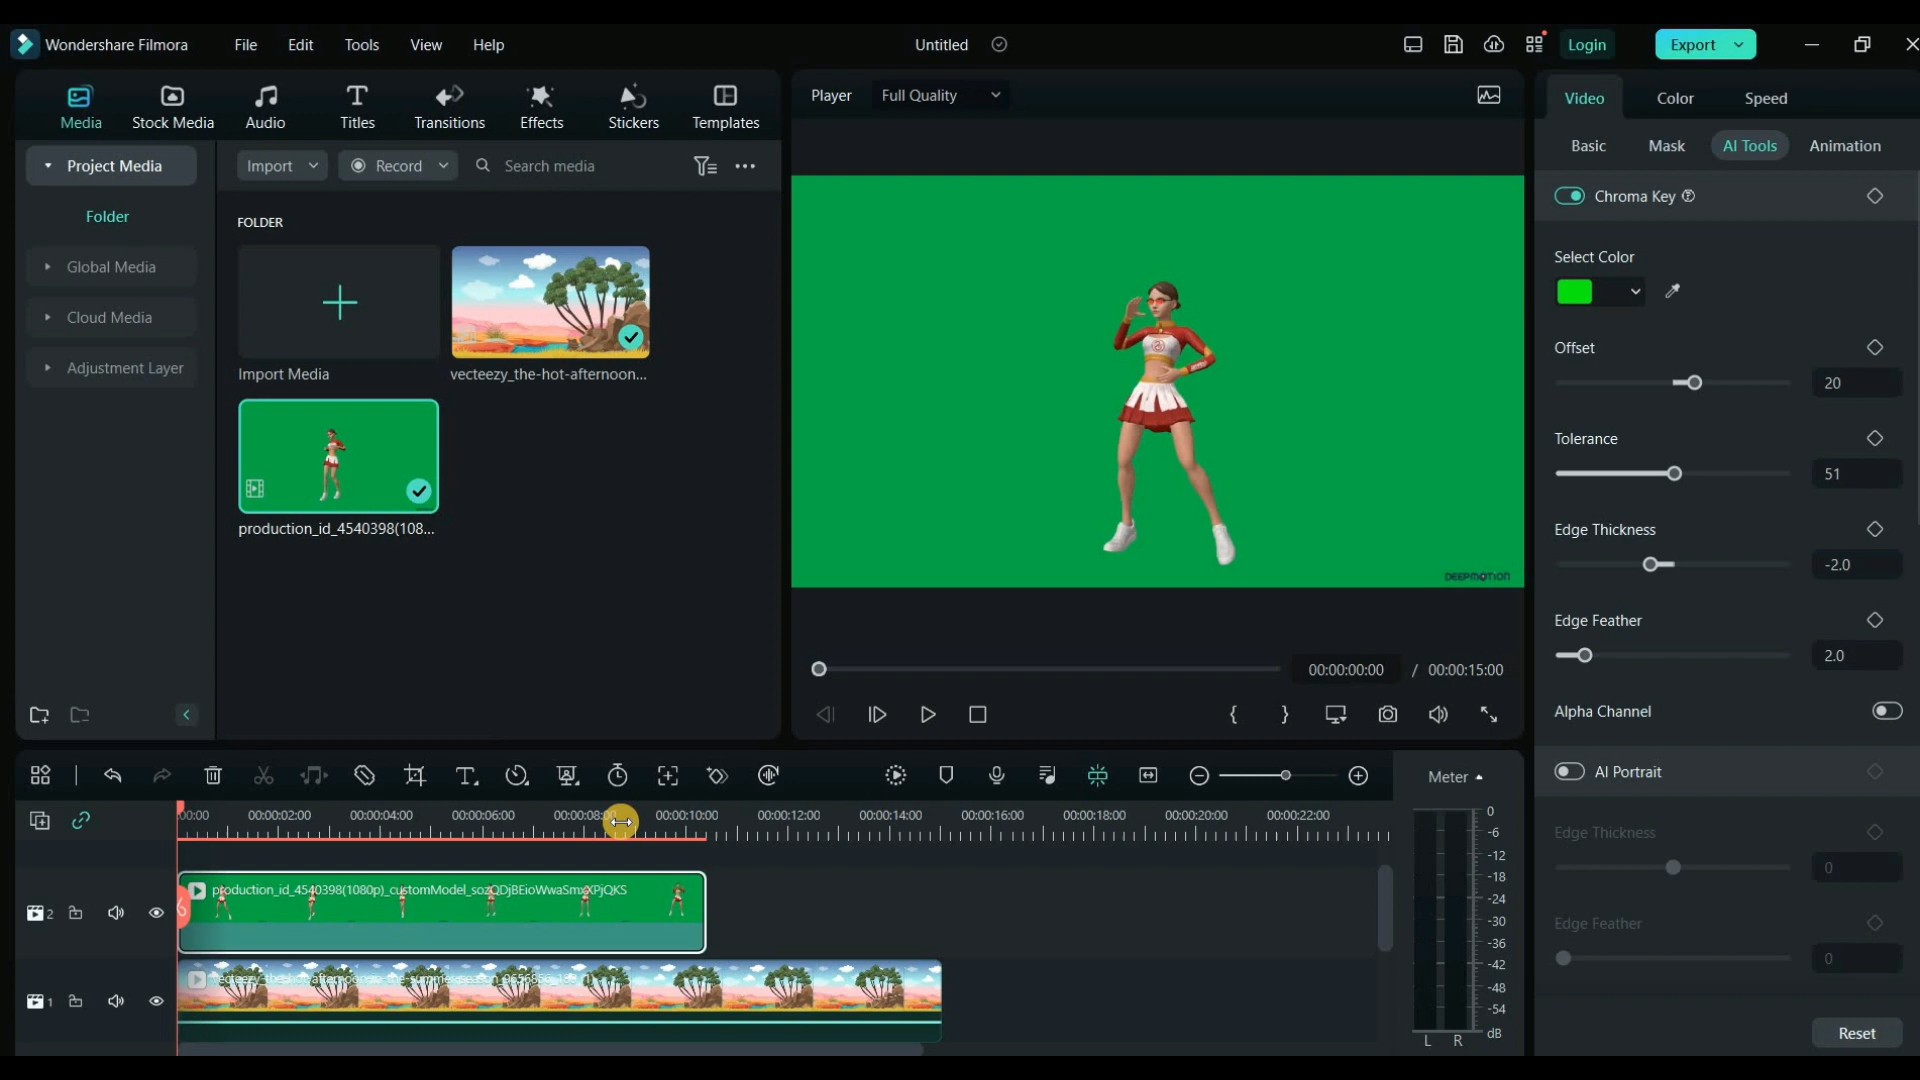 Wondershare Filmora File Edit Tools View Help Untitled Login Export
Media Stock Media Audio Titles Transitions Effects Stickers Templates
Project Media
Folder
Global Media
Cloud Media
Adjustment Layer
Import Record Search media
FOLDER
Import Media
vecteezy_the-hot-afternoon...
production_id_4540398(108...
Player Full Quality
DEEPMOTION
00:00:00:00 / 00:00:15:00
Video Color Speed
Basic Mask AI Tools Animation
Chroma Key
Select Color
Offset
20
Tolerance
51
Edge Thickness
-2.0
Edge Feather
2.0
Alpha Channel
AI Portrait
Edge Thickness
0
Edge Feather
0
Reset
Meter
:00:00 00:00:02:00 00:00:04:00 00:00:06:00 00:00:08:00 00:00:10:00 00:00:12:00 00:00:14:00 00:00:16:00 00:00:18:00 00:00:20:00 00:00:22:00
2
1
0
-6
-12
-18
-24
-30
-36
-42
-48
-54
dB
L R